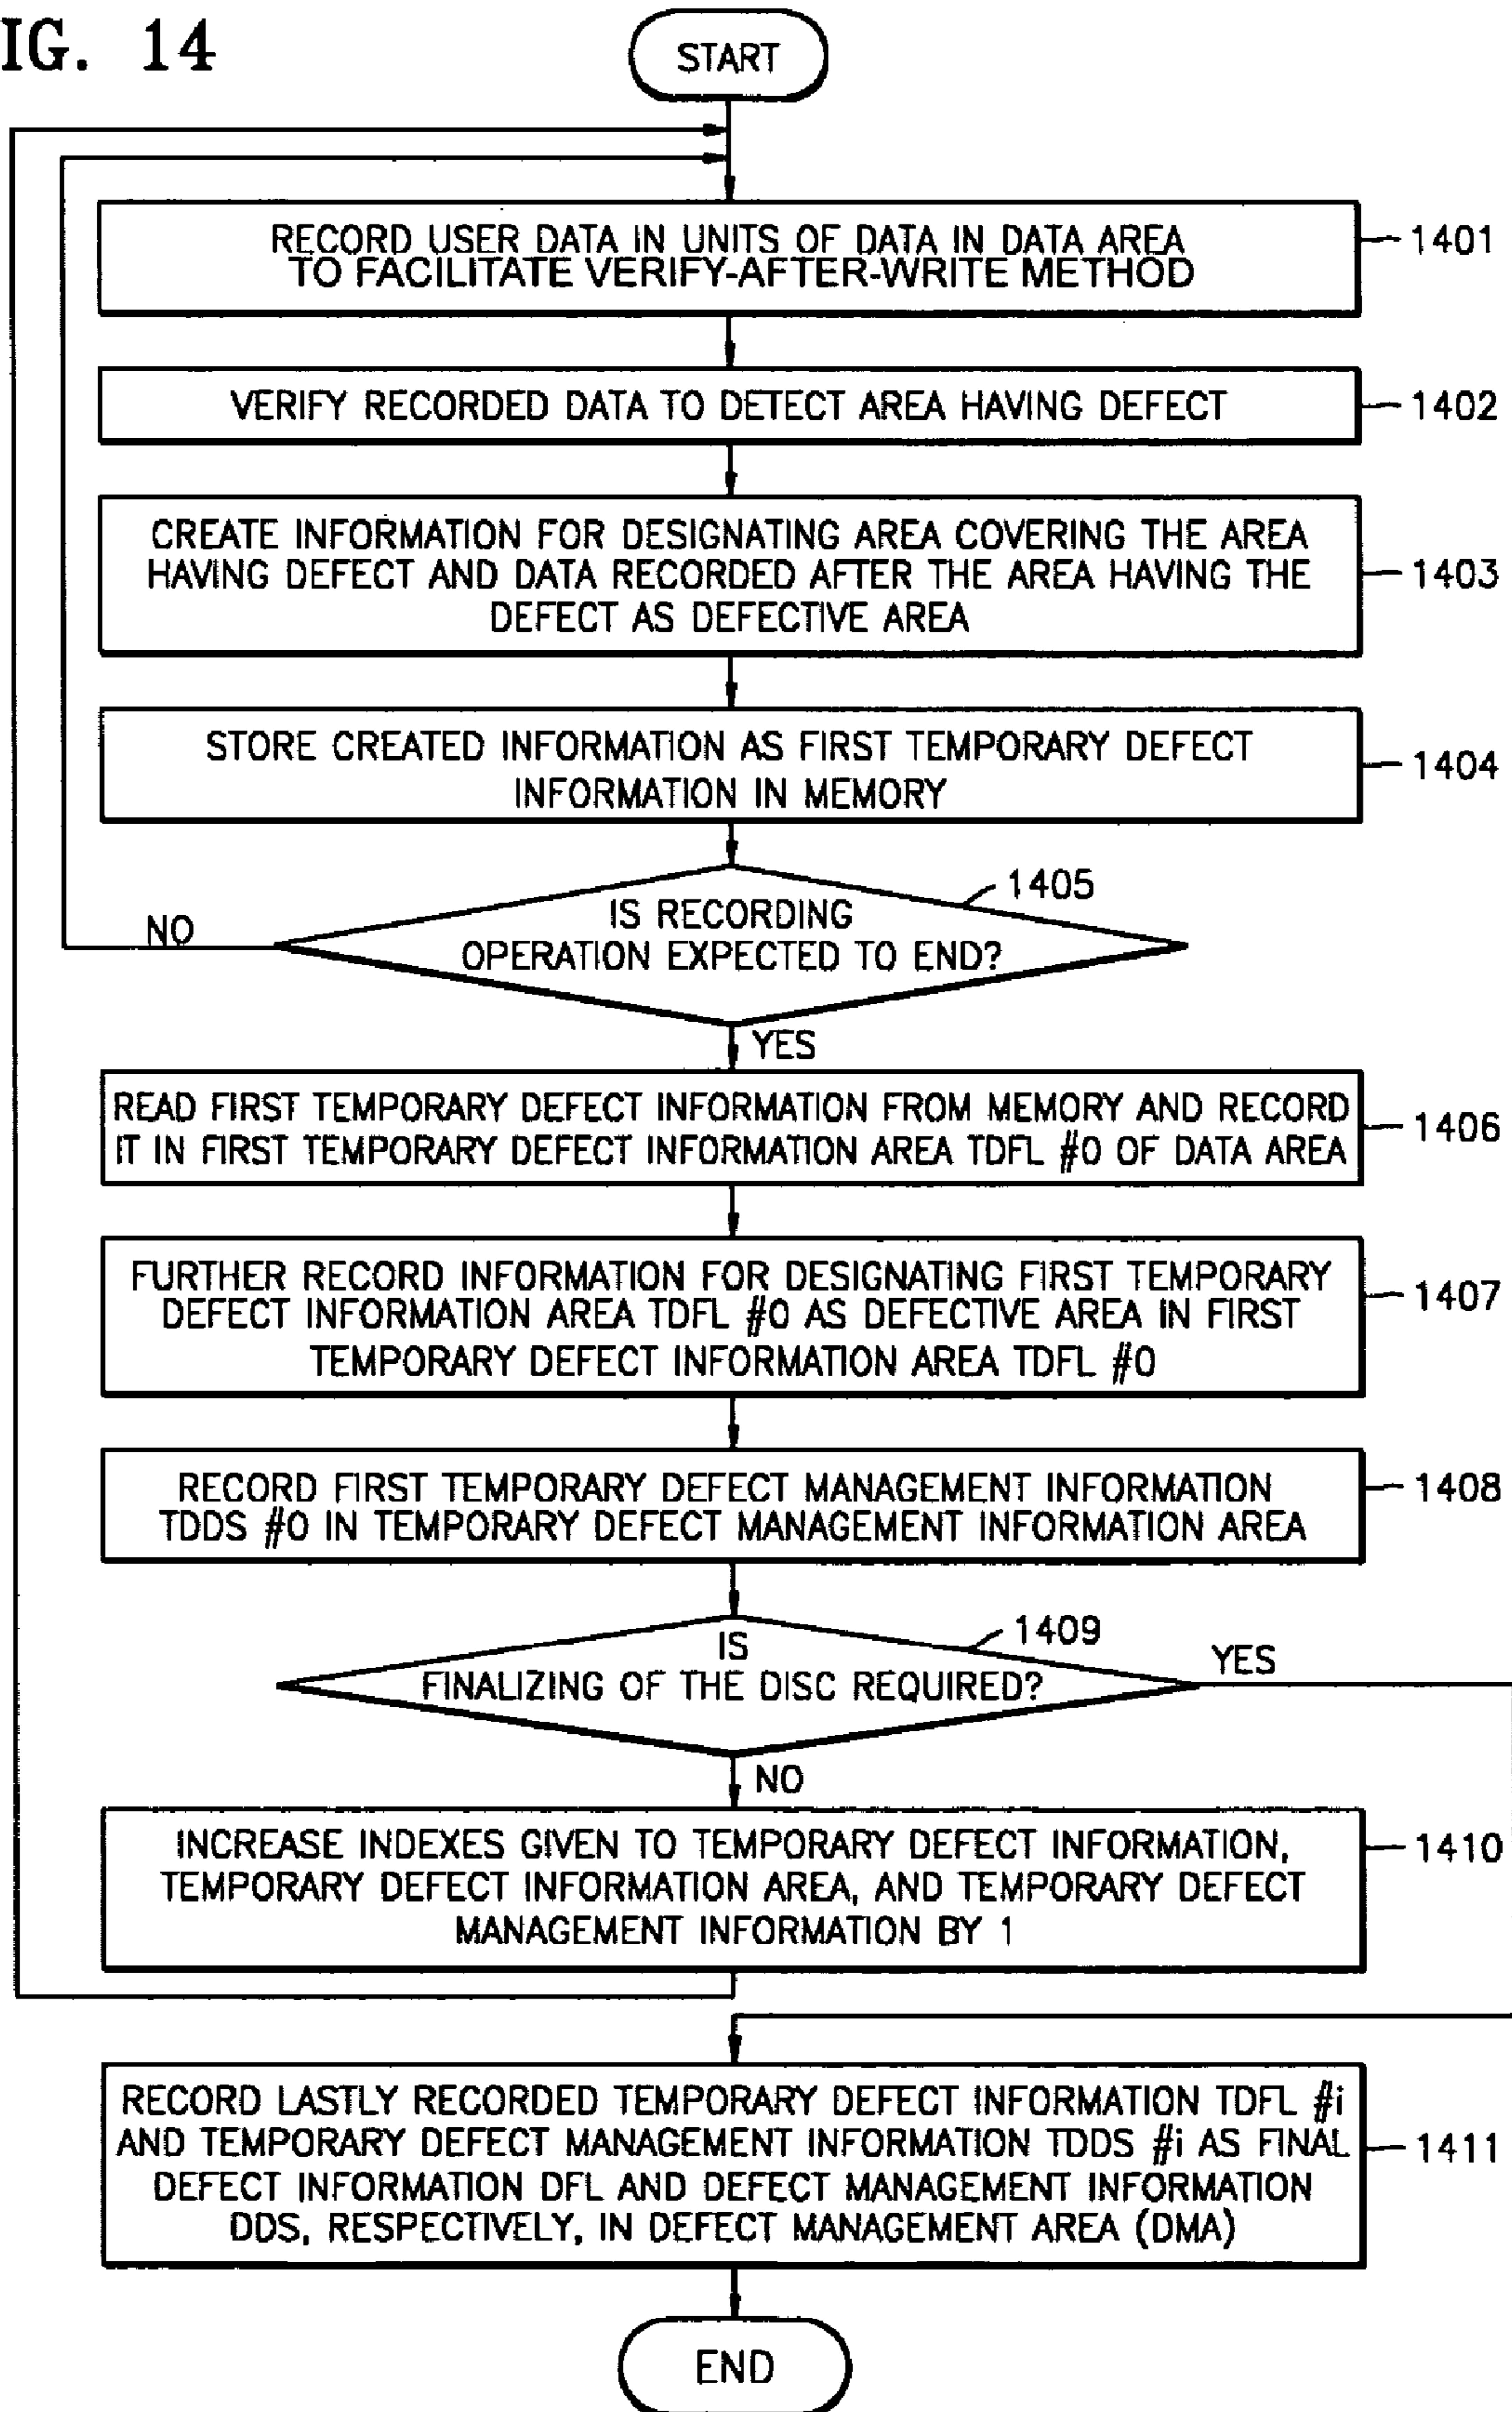 IG. 14
START
RECORD USER DATA IN UNITS OF DATA IN DATA AREA
TO FACILITATE VERIFY-AFTER-WRITE METHOD
1401
VERIFY RECORDED DATA TO DETECT AREA HAVING DEFECT
1402
CREATE INFORMATION FOR DESIGNATING AREA COVERING THE AREA
HAVING DEFECT AND DATA RECORDED AFTER THE AREA HAVING THE
DEFECT AS DEFECTIVE AREA
1403
STORE CREATED INFORMATION AS FIRST TEMPORARY DEFECT
INFORMATION IN MEMORY
1404
1405
IS RECORDING
OPERATION EXPECTED TO END?
NO
YES
READ FIRST TEMPORARY DEFECT INFORMATION FROM MEMORY AND RECORD
IT IN FIRST TEMPORARY DEFECT INFORMATION AREA TDFL #0 OF DATA AREA
1406
FURTHER RECORD INFORMATION FOR DESIGNATING FIRST TEMPORARY
DEFECT INFORMATION AREA TDFL #0 AS DEFECTIVE AREA IN FIRST
TEMPORARY DEFECT INFORMATION AREA TDFL #0
1407
RECORD FIRST TEMPORARY DEFECT MANAGEMENT INFORMATION
TDDS #0 IN TEMPORARY DEFECT MANAGEMENT INFORMATION AREA
1408
1409
IS
FINALIZING OF THE DISC REQUIRED?
YES
NO
INCREASE INDEXES GIVEN TO TEMPORARY DEFECT INFORMATION,
TEMPORARY DEFECT INFORMATION AREA, AND TEMPORARY DEFECT
MANAGEMENT INFORMATION BY 1
1410
RECORD LASTLY RECORDED TEMPORARY DEFECT INFORMATION TDFL #i
AND TEMPORARY DEFECT MANAGEMENT INFORMATION TDDS #i AS FINAL
DEFECT INFORMATION DFL AND DEFECT MANAGEMENT INFORMATION
DDS, RESPECTIVELY, IN DEFECT MANAGEMENT AREA (DMA)
1411
END